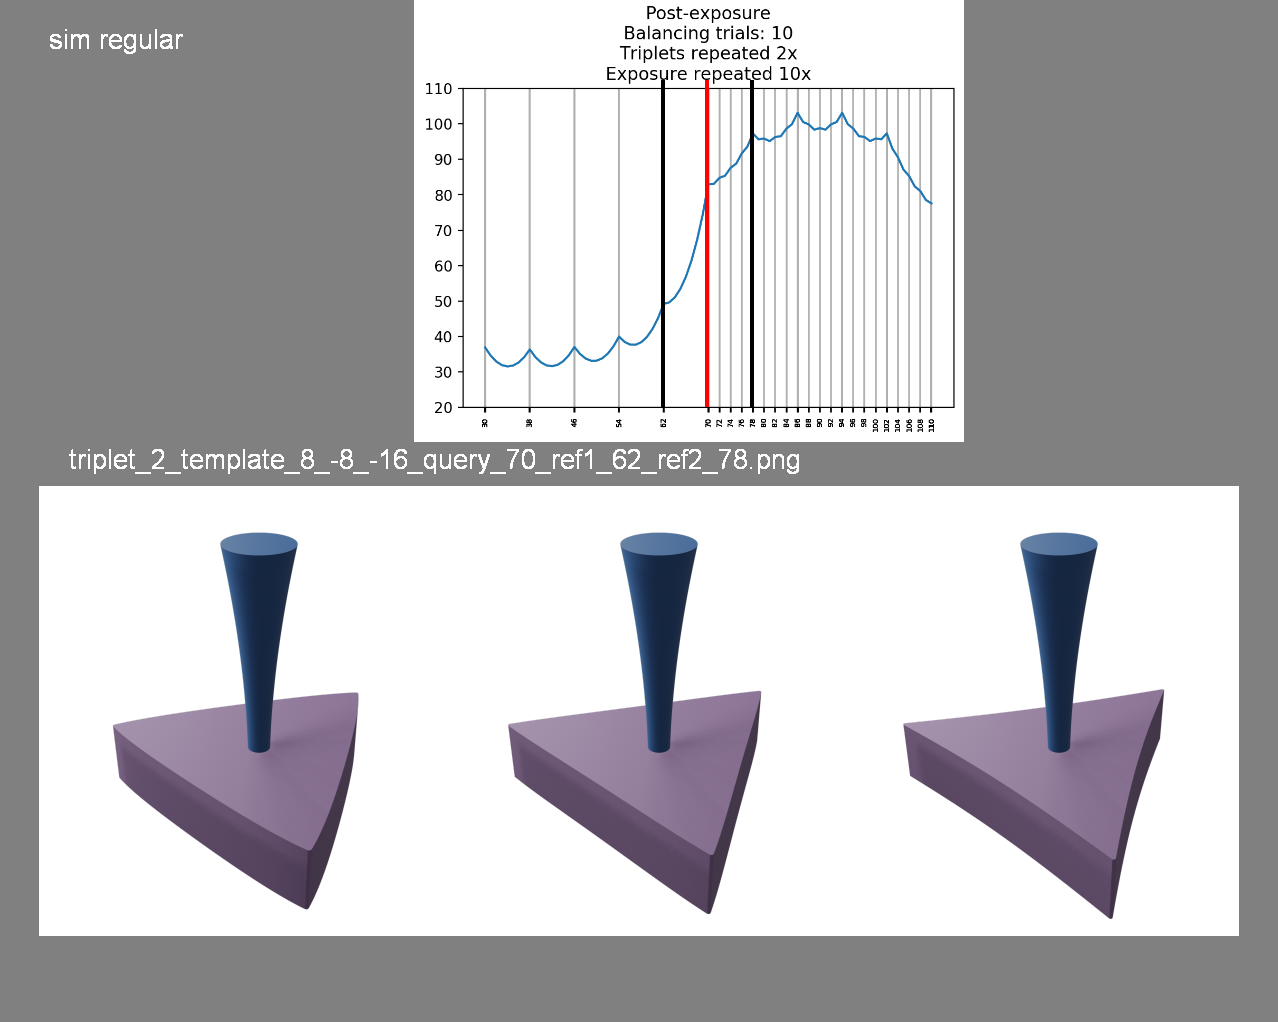 sim regular
Post-exposure
Balancing trials: 10
Triplets repeated 2x
Exposure repeated 10x
110
100
90
80
70
60
50
40
30
20
30 38 46 54 62 70 72 74 76 78 80 82 84 86 88 90 92 94 96 98 100 102 104 106 108 110
triplet_2_template_8_-8_-16_query_70_ref1_62_ref2_78.png